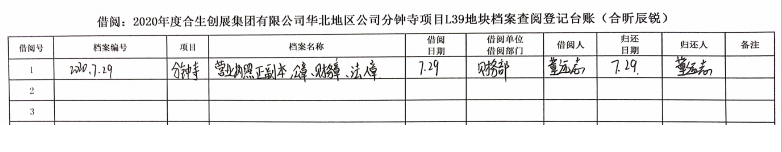 借阅：2020年度合生创展集团有限公司华北地区公司分钟寺项目L39地块档案查阅登记台账（合昕辰锐）
借阅号 档案编号 项目 档案名称 借阅日期 借阅单位借阅部门 借阅人 归还日期 归还人 备注
1 2020.7.29 分钟寺 营业执照正副本、公章、财务章、法人章 7.29 财务部 7.29
2
3